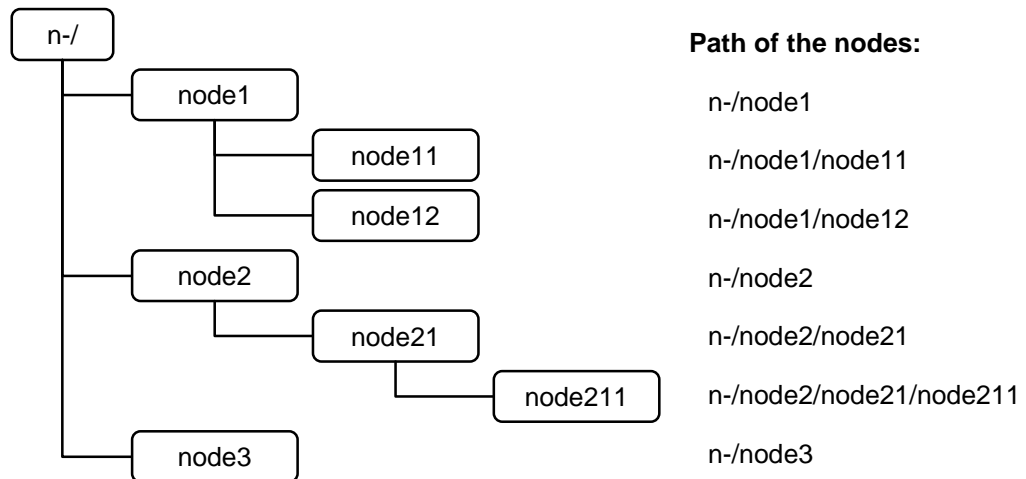 n-/
Path of the nodes:
node1
n-/node1
node11
n-/node1/node11
node12
n-/node1/node12
node2
n-/node2
node21
n-/node2/node21
node211
n-/node2/node21/node211
node3
n-/node3